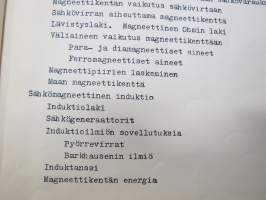 Magneettikentän vaikutus sähkövirtaan
Sähkövirran aiheuttama magneettikenttä
Lävistyslaki. Magneettinen Ohmin laki
Väliaineen vaikutus magneettikenttään
Para- ja diamagneettiset aineet
Ferromagneettiset aineet
Magneettipiirien laskeminen
Maan magneettikenttä
Sähkömagneettinen induktio
Induktiolaki
Sähkögeneraattorit
Induktioilmiön sovellutuksia
Pyörrevirrat
Barkhausenin ilmiö
Induktanssi
Magneettikentän energia